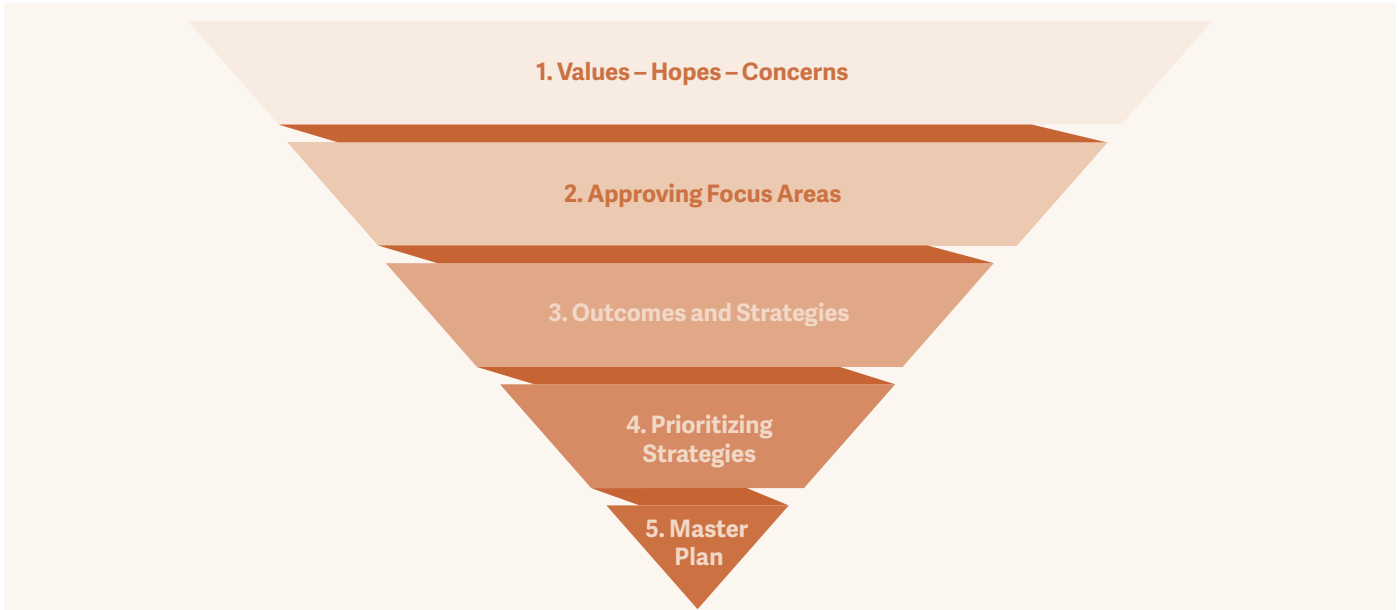 1. Values – Hopes – Concerns
2. Approving Focus Areas
3. Outcomes and Strategies
4. Prioritizing
Strategies
5. Master
Plan